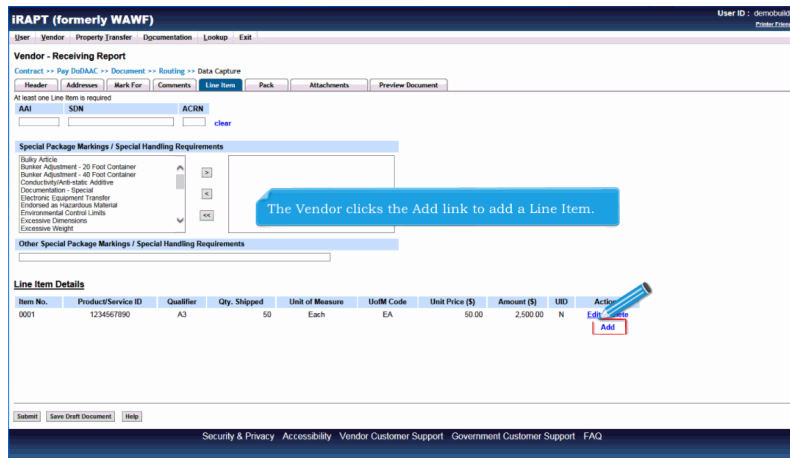 iRAPT (formerly WAWF)
User ID : demobuild
Printer Frien
User Vendor Property Transfer Documentation Lookup Exit
Vendor - Receiving Report
Contract >> Pay DoDAAC >> Document >> Routing >> Data Capture
Header Addresses Mark For Comments Line Item Pack Attachments Preview Document
At least one Line Item is required
AAI SDN ACRN
clear
Special Package Markings / Special Handling Requirements
Bulky Article
Bunker Adjustment - 20 Foot Container
Bunker Adjustment - 40 Foot Container
Conductivity/Anti-static Additive
Documentation - Special
Electronic Equipment Transfer
Endorsed as Hazardous Material
Environmental Control Limits
Excessive Dimensions
Excessive Weight
>
<
<<
The Vendor clicks the Add link to add a Line Item.
Other Special Package Markings / Special Handling Requirements
Line Item Details
Item No. Product/Service ID Qualifier Qty. Shipped Unit of Measure UofM Code Unit Price ($) Amount ($) UID Actio
0001 1234567890 A3 50 Each EA 50.00 2,500.00 N Edit lete
Add
Submit Save Draft Document Help
Security & Privacy Accessibility Vendor Customer Support Government Customer Support FAQ